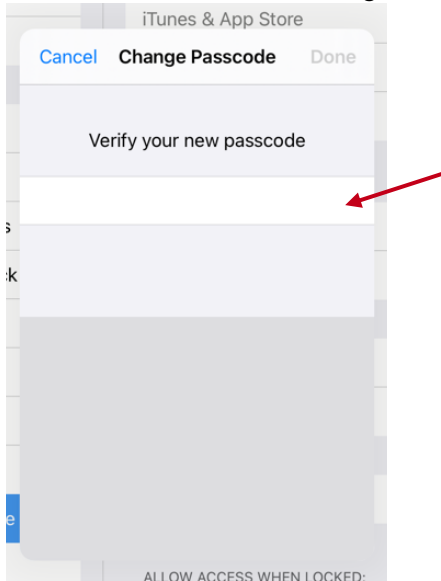 iTunes & App Store
Cancel Change Passcode Done
Verify your new passcode
s
k
e
ALLOW ACCESS WHEN LOCKED: